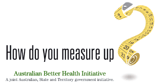 How do you measure up
Australian Better Health Initiative
A joint Australian, State and Territory government initiative